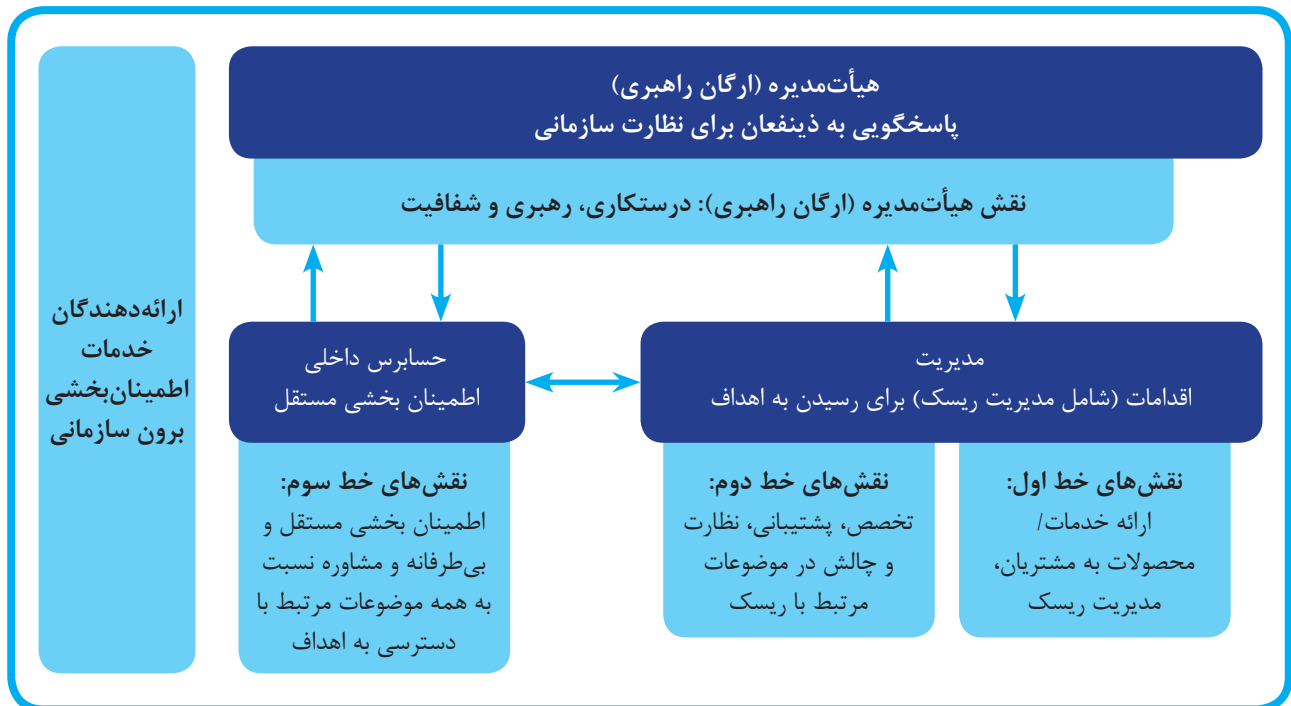 هیأت‌مدیره (ارگان راهبری)
پاسخگویی به ذینفعان برای نظارت سازمانی
نقش هیأت‌مدیره (ارگان راهبری): درستکاری، رهبری و شفافیت
مدیریت
اقدامات (شامل مدیریت ریسک) برای رسیدن به اهداف
حسابرس داخلی
اطمینان بخشی مستقل
نقش‌های خط اول:
ارائه خدمات/
محصولات به مشتریان،
مدیریت ریسک
نقش‌های خط دوم:
تخصص، پشتیبانی، نظارت
و چالش در موضوعات
مرتبط با ریسک
نقش‌های خط سوم:
اطمینان بخشی مستقل و
بی‌طرفانه و مشاوره نسبت
به همه موضوعات مرتبط با
دسترسی به اهداف
ارائه‌دهندگان
خدمات
اطمینان‌بخشی
برون سازمانی